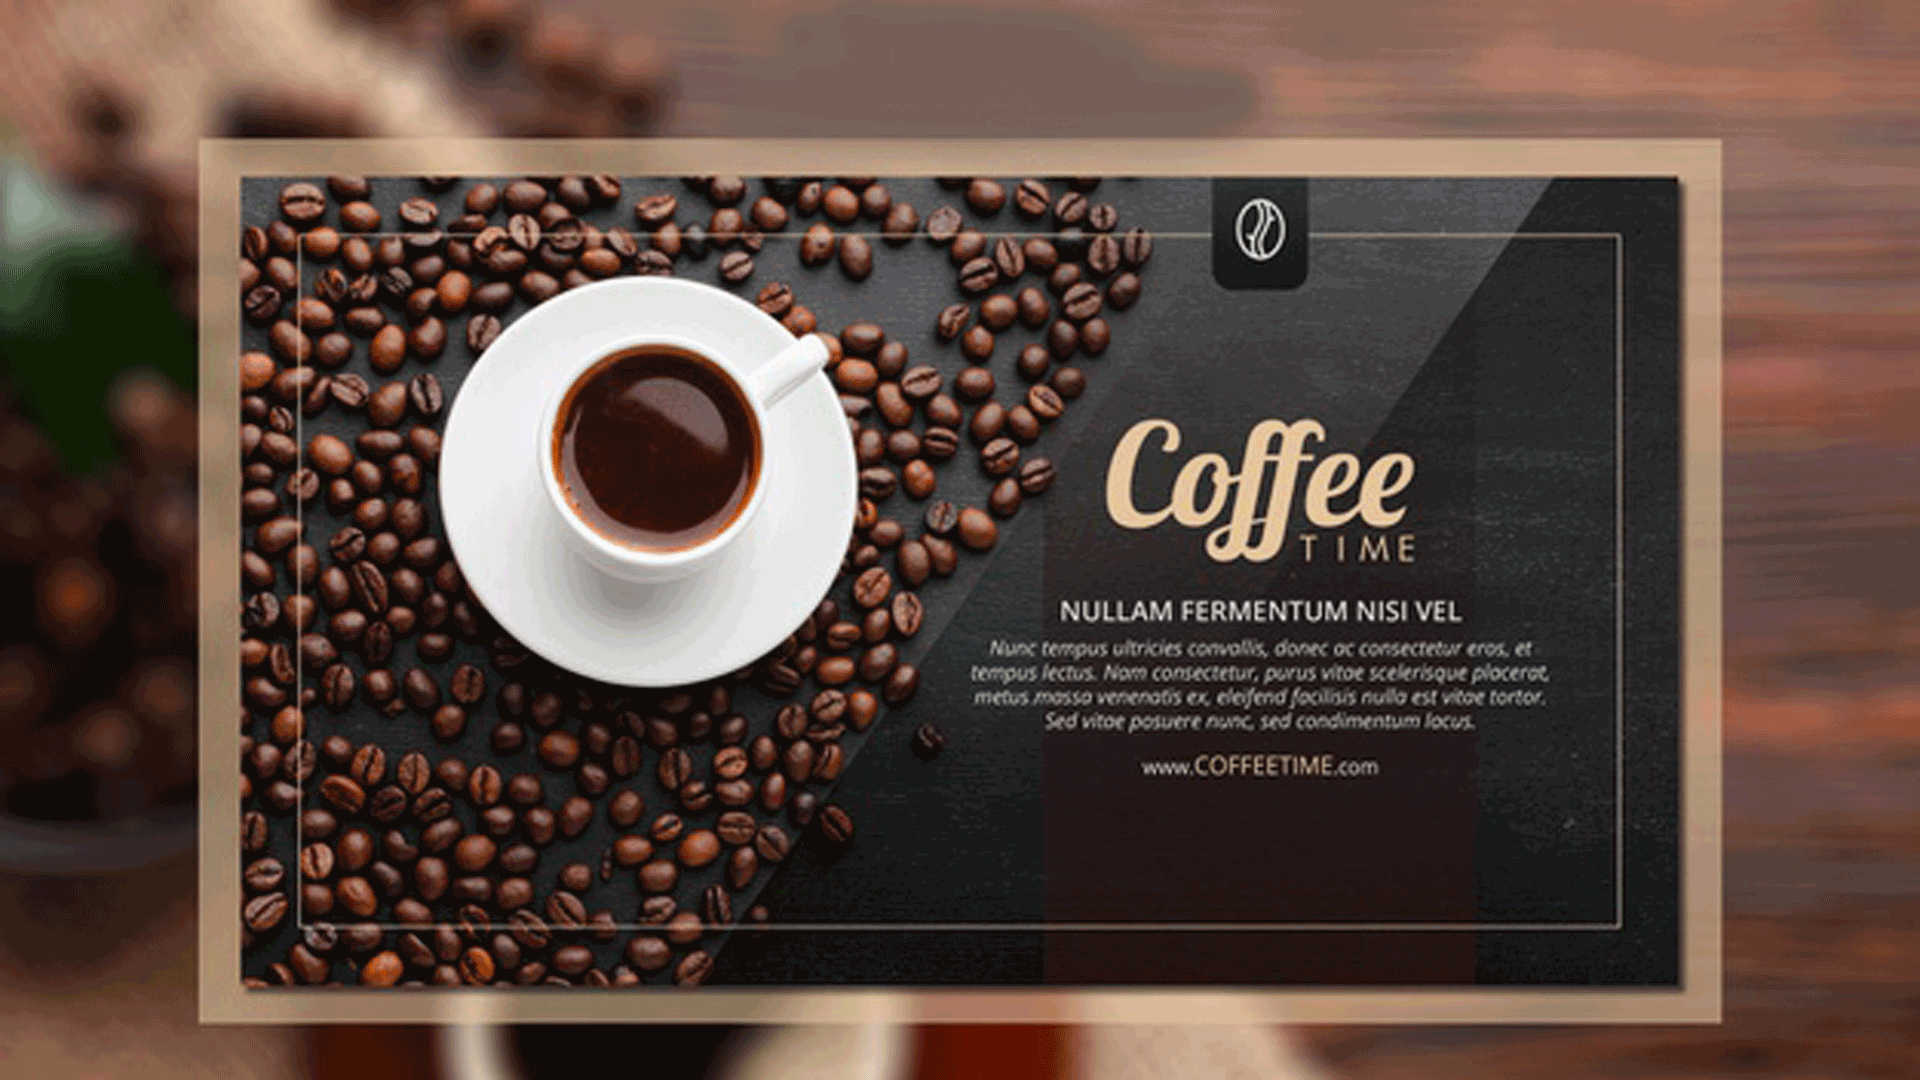 Coffee
TIME
NULLAM FERMENTUM NISI VEL
Nunc tempus ultricies convallis, donec ac consectetur eros, et
tempus lectus. Nam consectetur, purus vitae scelerisque placerat,
metus massa venenatis ex, eleifend facilisis nulla est vitae tortor.
Sed vitae posuere nunc, sed condimentum lacus.
www.COFFEETIME.com